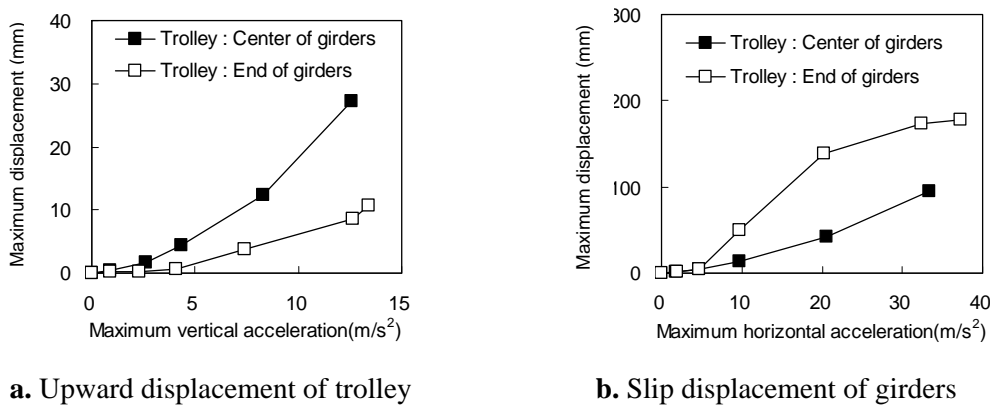 40
30
20
10
0
Maximum displacement (mm)
Trolley : Center of girders
Trolley : End of girders
0 5 10 15
Maximum vertical acceleration(m/s²)
a. Upward displacement of trolley
300
200
100
0
Maximum displacement (mm)
Trolley : Center of girders
Trolley : End of girders
0 10 20 30 40
Maximum horizontal acceleration(m/s²)
b. Slip displacement of girders